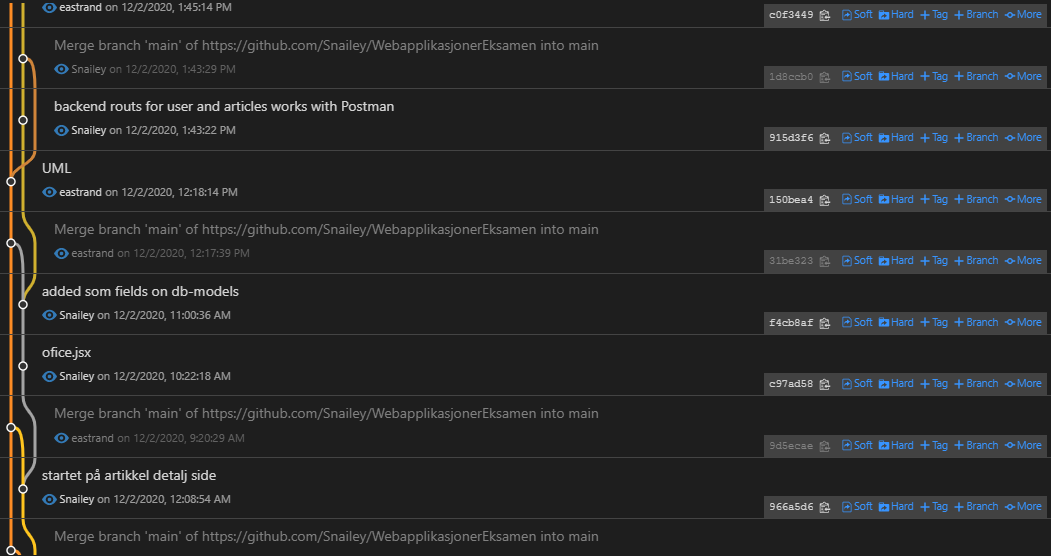 eastrand on 12/2/2020, 1:45:14 PM
c0f3449 Soft Hard Tag Branch More
Merge branch 'main' of https://github.com/Snailey/WebapplikasjonerEksamen into main
Snailey on 12/2/2020, 1:43:29 PM
1d8ccb0 Soft Hard Tag Branch More
backend routs for user and articles works with Postman
Snailey on 12/2/2020, 1:43:22 PM
915d3f6 Soft Hard Tag Branch More
UML
eastrand on 12/2/2020, 12:18:14 PM
150bea4 Soft Hard Tag Branch More
Merge branch 'main' of https://github.com/Snailey/WebapplikasjonerEksamen into main
eastrand on 12/2/2020, 12:17:39 PM
31be323 Soft Hard Tag Branch More
added som fields on db-models
Snailey on 12/2/2020, 11:00:36 AM
f4cb8af Soft Hard Tag Branch More
ofice.jsx
Snailey on 12/2/2020, 10:22:18 AM
c97ad58 Soft Hard Tag Branch More
Merge branch 'main' of https://github.com/Snailey/WebapplikasjonerEksamen into main
eastrand on 12/2/2020, 9:20:29 AM
9d5ecae Soft Hard Tag Branch More
startet på artikkel detalj side
Snailey on 12/2/2020, 12:08:54 AM
966a5d6 Soft Hard Tag Branch More
Merge branch 'main' of https://github.com/Snailey/WebapplikasjonerEksamen into main